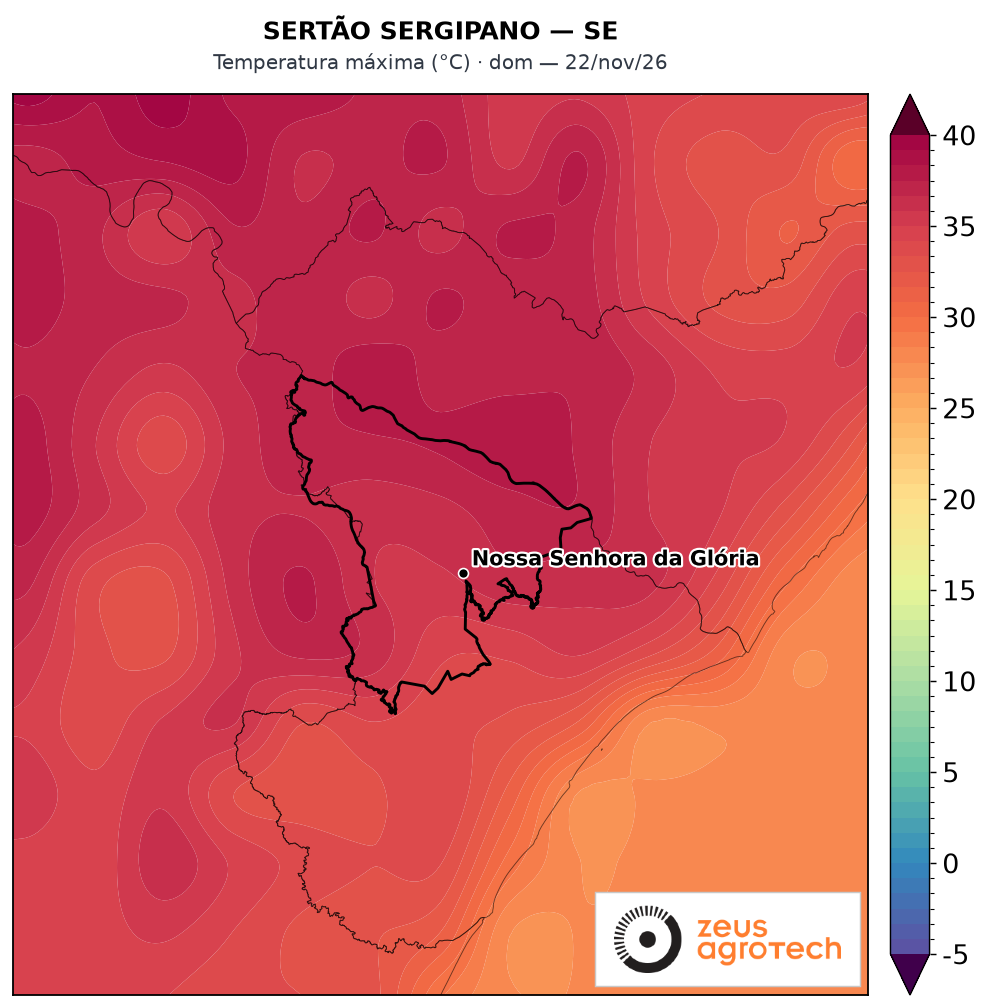 SERTÃO SERGIPANO — SE
Temperatura máxima (°C) · dom — 22/nov/26
40
35
30
25
20
15
10
5
0
-5
Nossa Senhora da Glória
zeus
agrotech